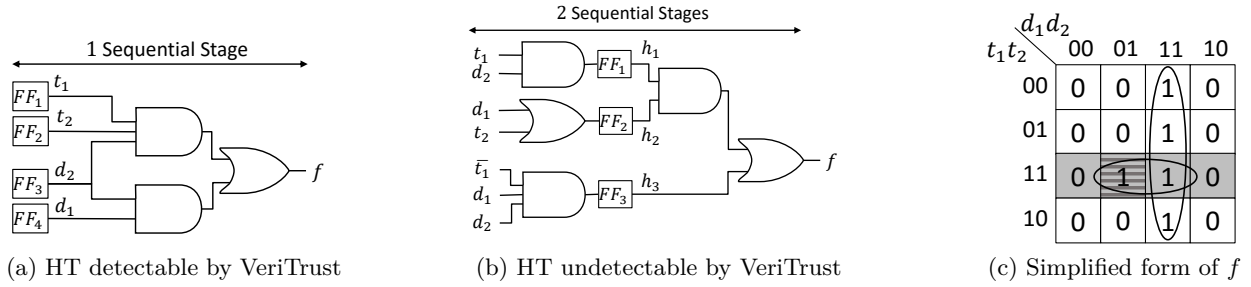 1 Sequential Stage
FF₁ t₁
FF₂ t₂
FF₃ d₂
FF₄ d₁
f
(a) HT detectable by VeriTrust
2 Sequential Stages
t₁
d₂
FF₁ h₁
d₁
t₂
FF₂ h₂
t̄₁
d₁
d₂
FF₃ h₃
f
(b) HT undetectable by VeriTrust
d₁d₂
t₁t₂ 00 01 11 10
00 0 0 1 0
01 0 0 1 0
11 0 1 1 0
10 0 0 1 0
(c) Simplified form of f